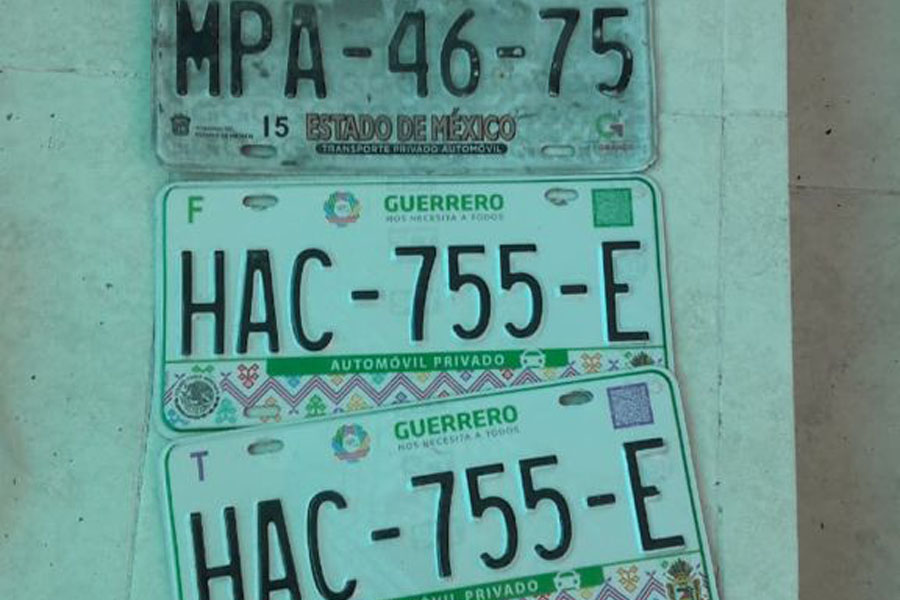 MPA-46-75
15 ESTADO DE MÉXICO
TRANSPORTE PRIVADO AUTOMÓVIL
F GUERRERO
NOS NECESITA A TODOS
HAC-755-E
AUTOMÓVIL PRIVADO
T GUERRERO
NOS NECESITA A TODOS
HAC-755-E
PRIVADO